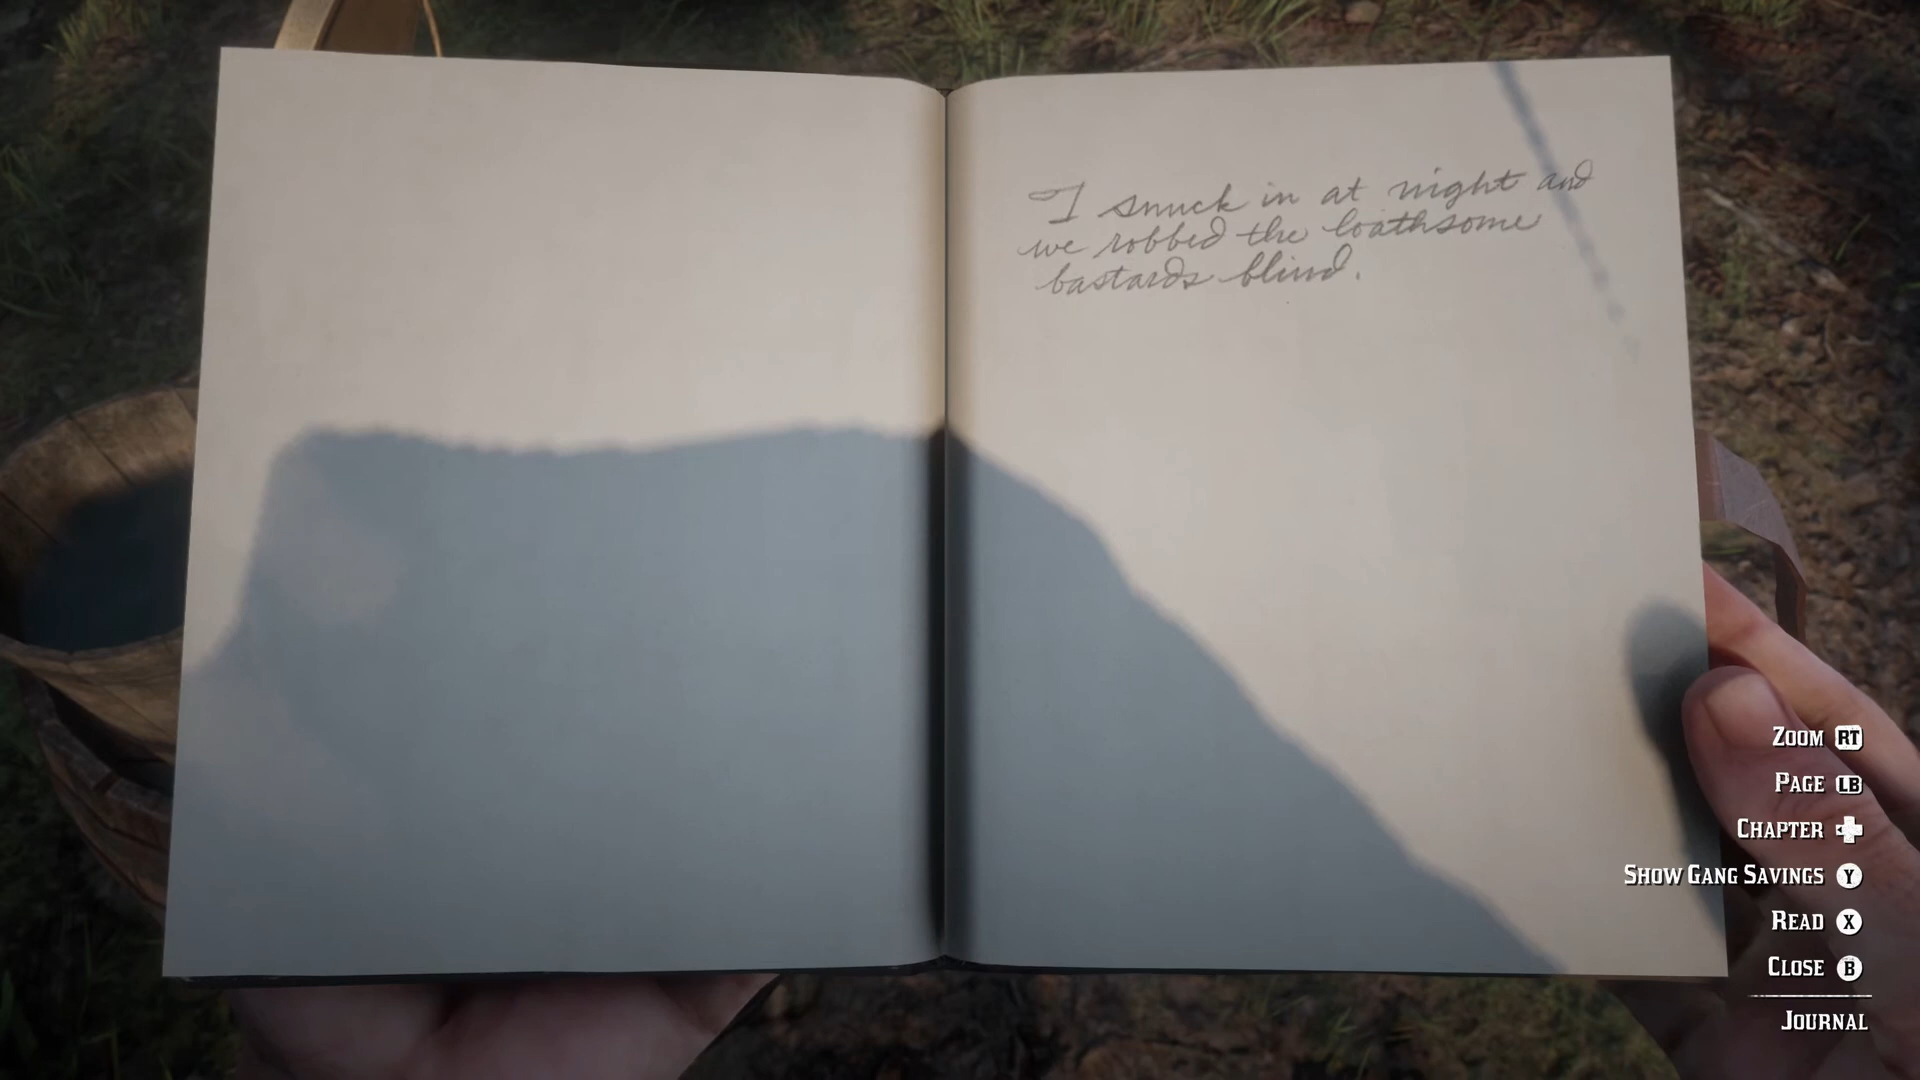 I snuck in at night and
we robbed the loathsome
bastards blind.
Zoom RT
Page LB
Chapter
Show Gang Savings Y
Read X
Close B
Journal